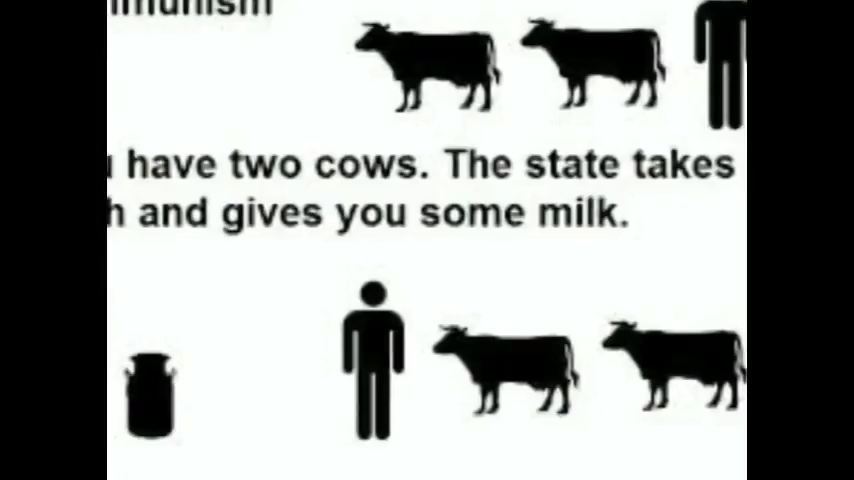 have two cows. The state takes
and gives you some milk.